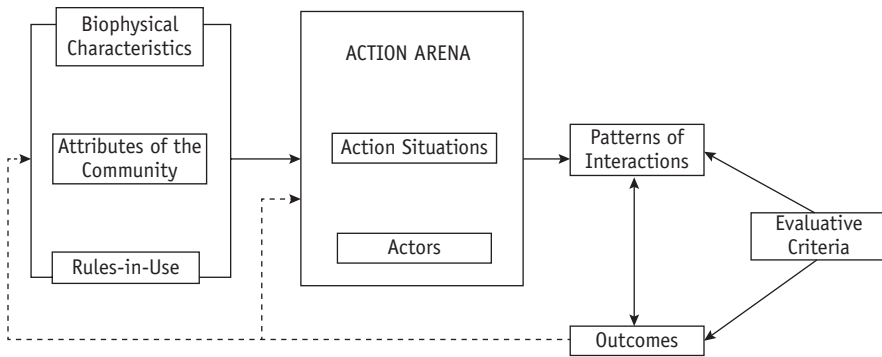 Biophysical
Characteristics
Attributes of the
Community
Rules-in-Use
ACTION ARENA
Action Situations
Actors
Patterns of
Interactions
Outcomes
Evaluative
Criteria